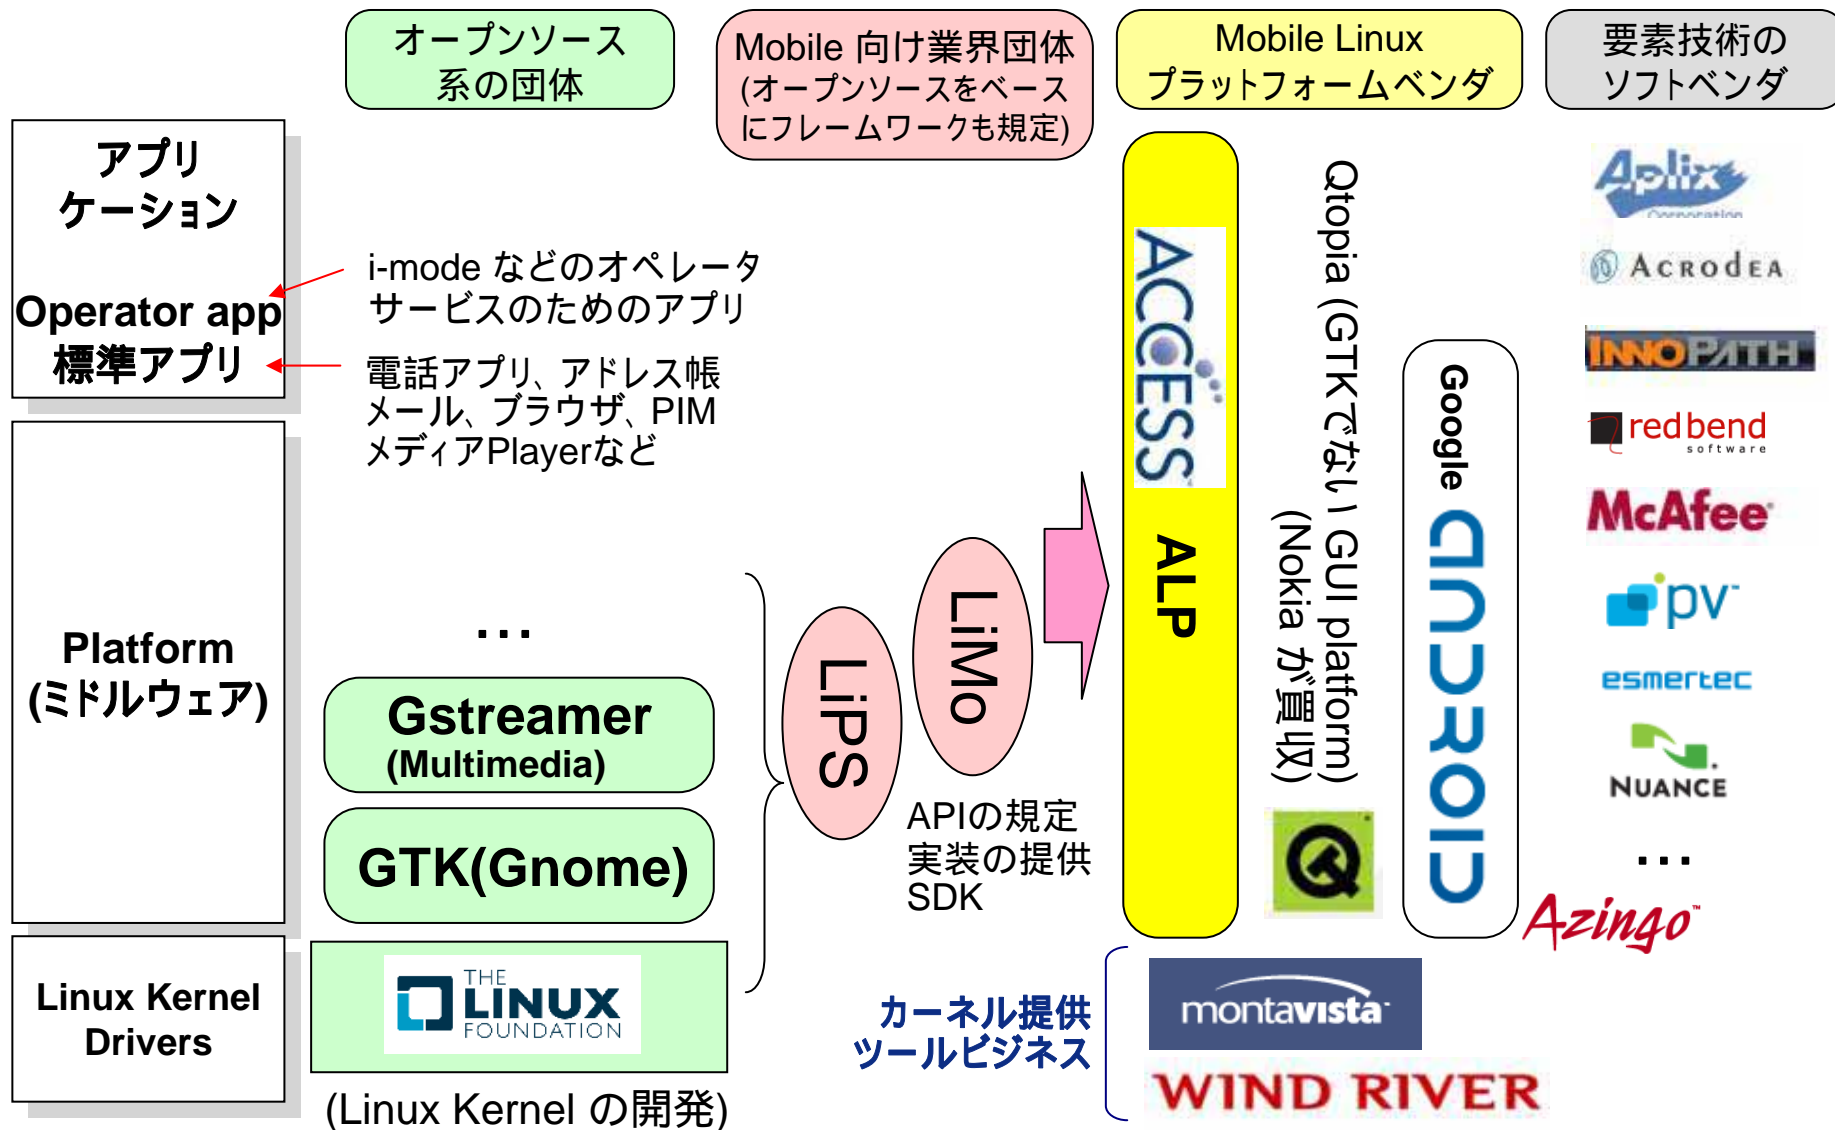 オープンソース
系の団体
Mobile 向け業界団体
(オープンソースをベース
にフレームワークも規定)
Mobile Linux
プラットフォームベンダ
要素技術の
ソフトベンダ
アプリ
ケーション
Operator app
標準アプリ
i-mode などのオペレータ
サービスのためのアプリ
電話アプリ、アドレス帳
メール、ブラウザ、PIM
メディアPlayerなど
Platform
(ミドルウェア)
...
Gstreamer
(Multimedia)
GTK(Gnome)
Linux Kernel
Drivers
THE
LINUX
FOUNDATION
(Linux Kernel の開発)
LiPS
LiMo
APIの規定
実装の提供
SDK
ACCESS
ALP
Qtopia (GTKでない GUI platform)
(Nokia が買収)
Google
ANDROID
カーネル提供
ツールビジネス
montavista
WIND RIVER
Aplix
Corporation
ACRODEA
INNOPATH
redbend
software
McAfee
pv
esmertec
NUANCE
...
Azingo™